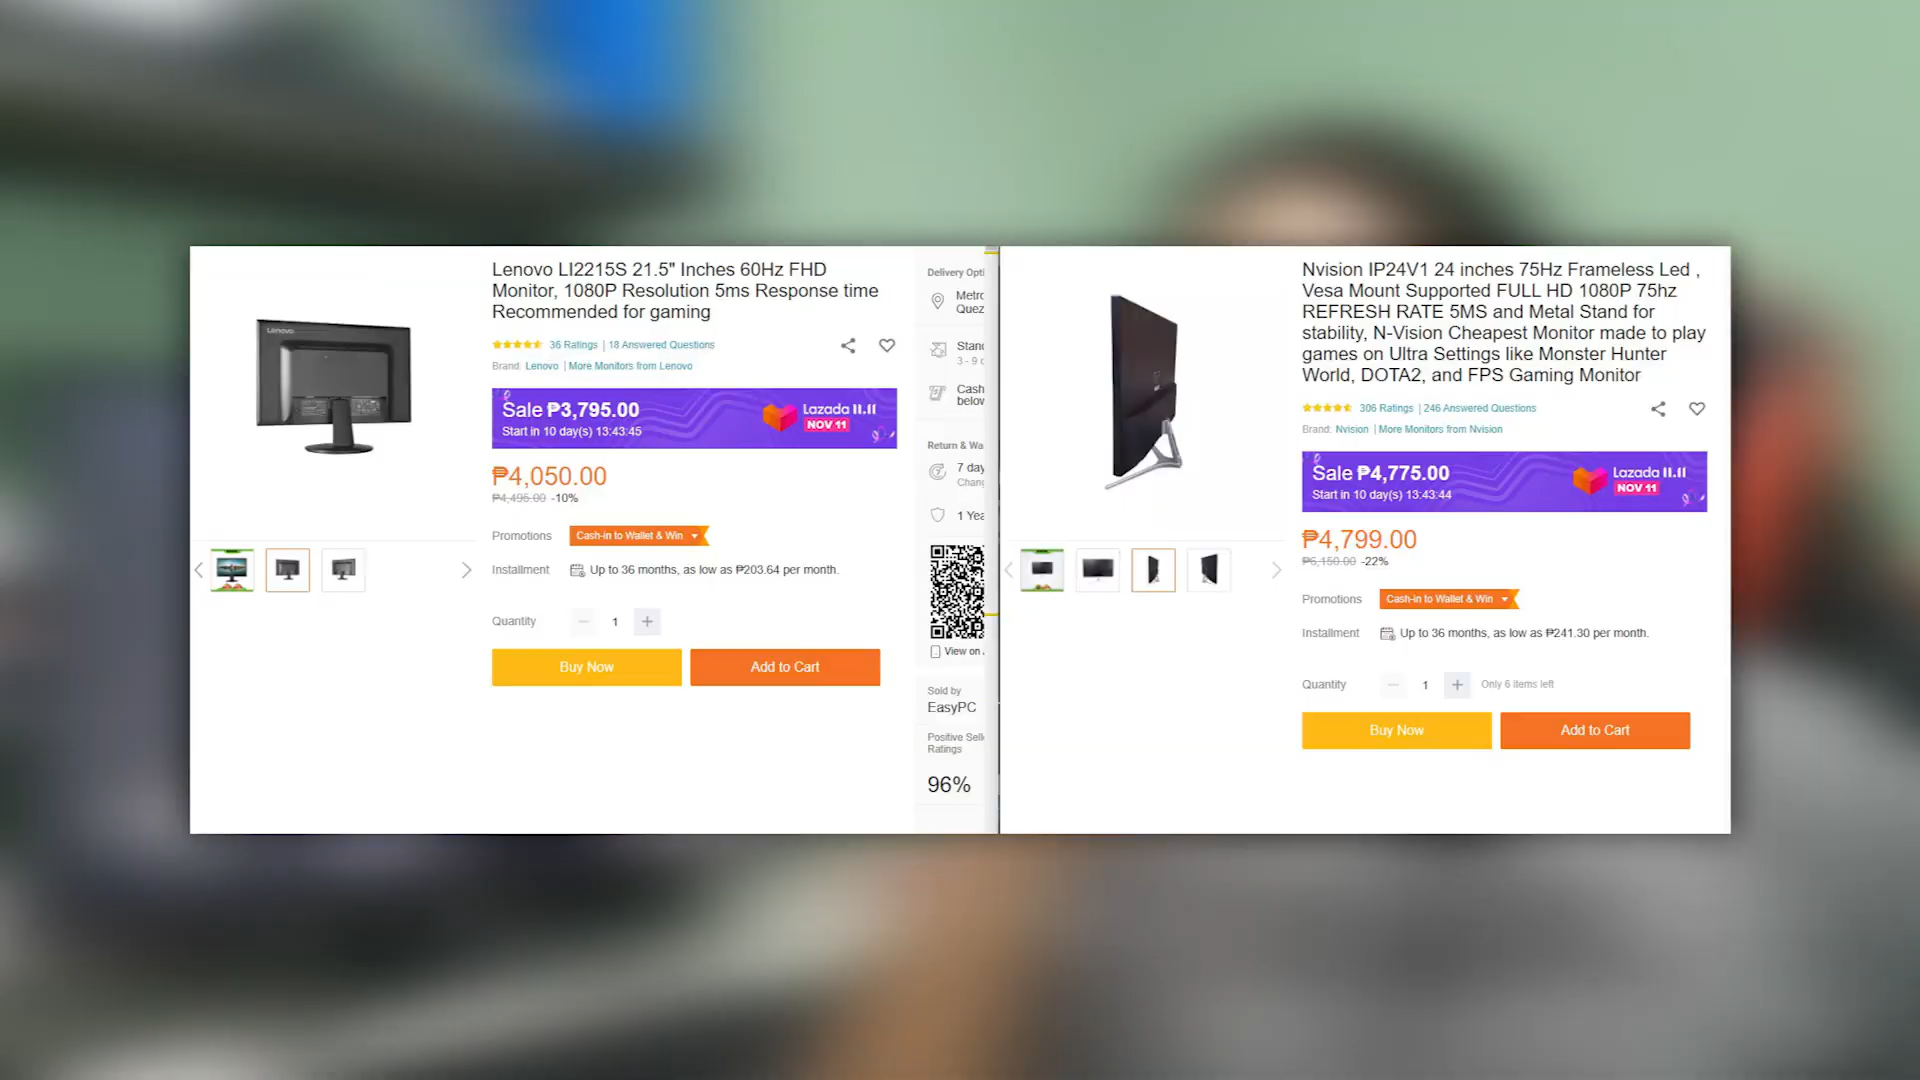 Lenovo
Lenovo LI2215S 21.5" Inches 60Hz FHD
Monitor, 1080P Resolution 5ms Response time
Recommended for gaming
36 Ratings | 18 Answered Questions
Brand: Lenovo | More Monitors from Lenovo
Sale ₱3,795.00
Start in 10 day(s) 13:43:45
Lazada 11.11
NOV 11
₱4,050.00
₱4,495.00 -10%
Promotions
Cash-in to Wallet & Win
Installment
Up to 36 months, as low as ₱203.64 per month.
Quantity
1
Buy Now
Add to Cart
Delivery Opti
Metro
Quez
Stand
3 - 9 d
Cash
below
Return & Wa
7 day
Chang
1 Yea
View on
Sold by
EasyPC
Positive Selle
Ratings
96%
Nvision IP24V1 24 inches 75Hz Frameless Led ,
Vesa Mount Supported FULL HD 1080P 75hz
REFRESH RATE 5MS and Metal Stand for
stability, N-Vision Cheapest Monitor made to play
games on Ultra Settings like Monster Hunter
World, DOTA2, and FPS Gaming Monitor
306 Ratings | 246 Answered Questions
Brand: Nvision | More Monitors from Nvision
Sale ₱4,775.00
Start in 10 day(s) 13:43:44
Lazada 11.11
NOV 11
₱4,799.00
₱6,150.00 -22%
Promotions
Cash-in to Wallet & Win
Installment
Up to 36 months, as low as ₱241.30 per month.
Quantity
1
Only 6 items left
Buy Now
Add to Cart